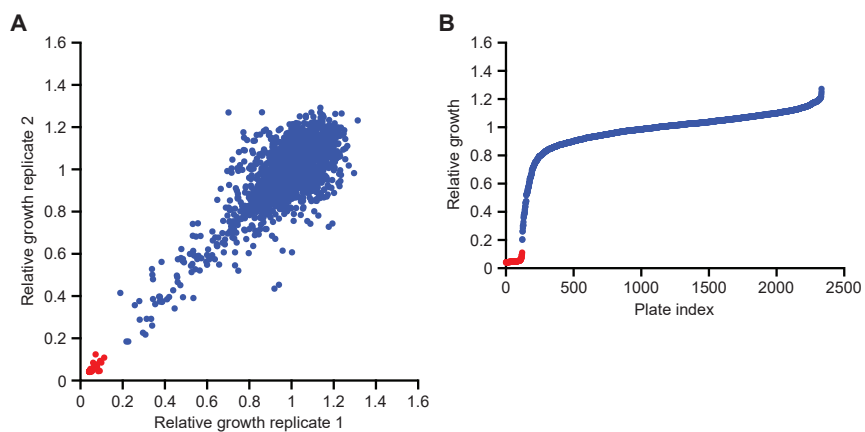 A
1.6
1.4
1.2
1
0.8
0.6
0.4
0.2
0
Relative growth replicate 2
0 0.2 0.4 0.6 0.8 1 1.2 1.4 1.6
Relative growth replicate 1
B
1.6
1.4
1.2
1
0.8
0.6
0.4
0.2
0
Relative growth
0 500 1000 1500 2000 2500
Plate index